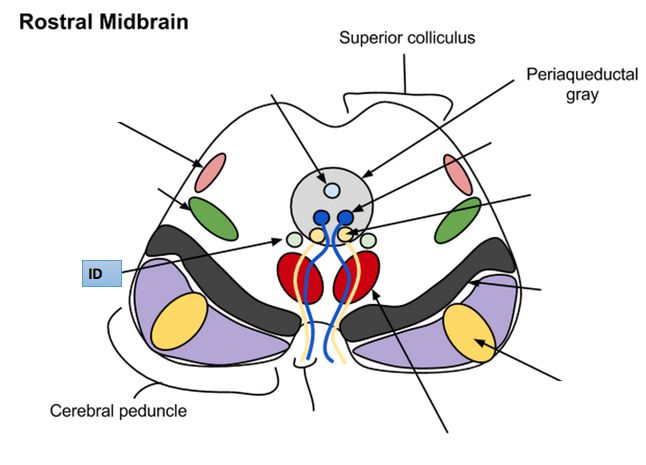 Rostral Midbrain
Superior colliculus
Periaqueductal
gray
ID
Cerebral peduncle